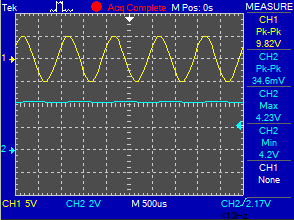 Tek Acq Complete M Pos: 0s MEASURE
CH1
Pk-Pk
9.82V
CH2
Pk-Pk
34.6mV
CH2
Max
4.23V
CH2
Min
4.2V
CH1
None
1
2
CH1 5V CH2 2V M 500us CH2 2.17V